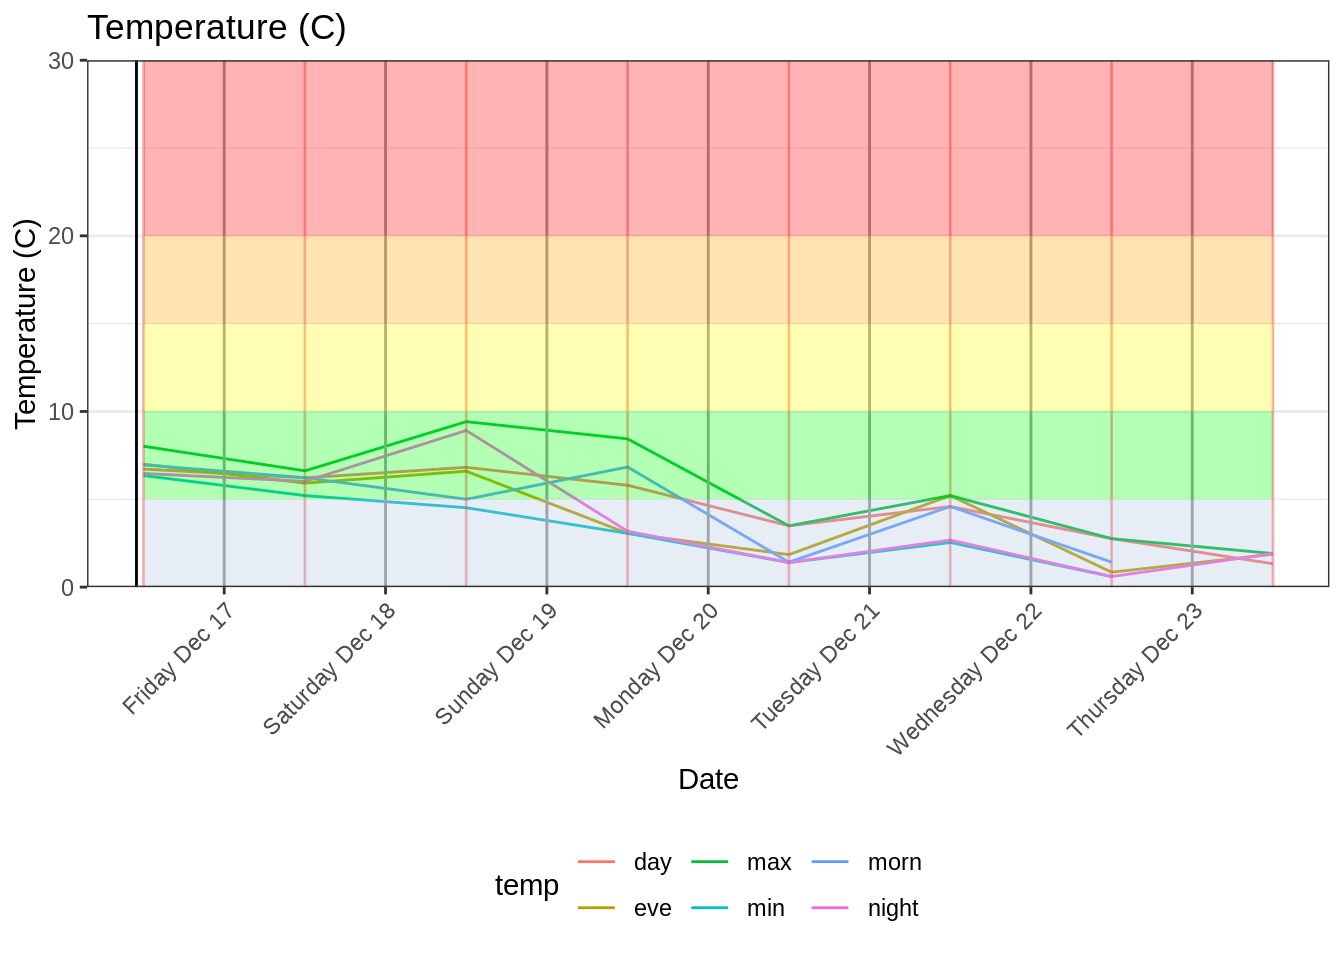 Temperature (C)
Temperature (C)
30
20
10
0
Friday Dec 17
Saturday Dec 18
Sunday Dec 19
Monday Dec 20
Tuesday Dec 21
Wednesday Dec 22
Thursday Dec 23
Date
temp
day
max
morn
eve
min
night